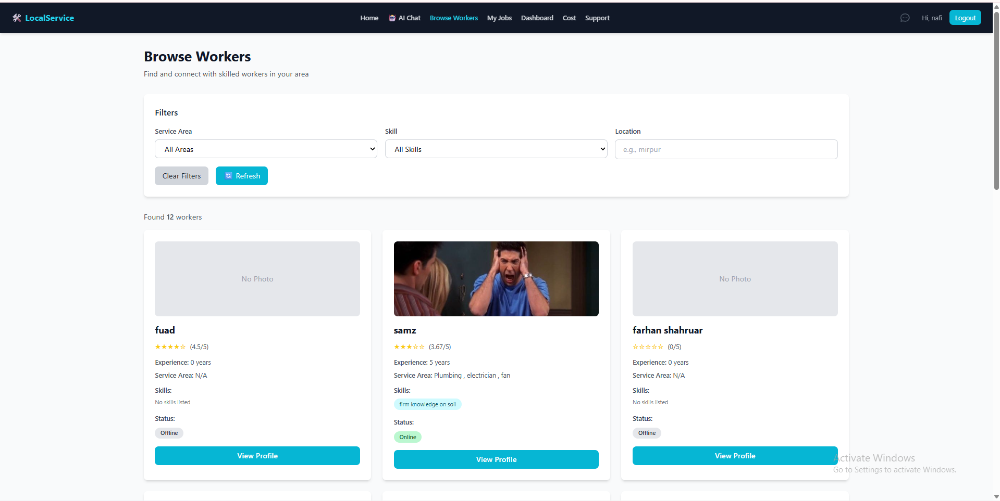 LocalService
Home AI Chat Browse Workers My Jobs Dashboard Cost Support
Hi, nafi Logout
Browse Workers
Find and connect with skilled workers in your area
Filters
Service Area Skill Location
All Areas All Skills e.g., mirpur
Clear Filters Refresh
Found 12 workers
No Photo
fuad
★★★★☆ (4.5/5)
Experience: 0 years
Service Area: N/A
Skills:
No skills listed
Status:
Offline
View Profile
samz
★★★☆☆ (3.67/5)
Experience: 5 years
Service Area: Plumbing , electrician , fan
Skills:
firm knowledge on soil
Status:
Online
View Profile
No Photo
farhan shahruar
☆☆☆☆☆ (0/5)
Experience: 0 years
Service Area: N/A
Skills:
No skills listed
Status:
Offline
View Profile
Activate Windows
Go to Settings to activate Windows.